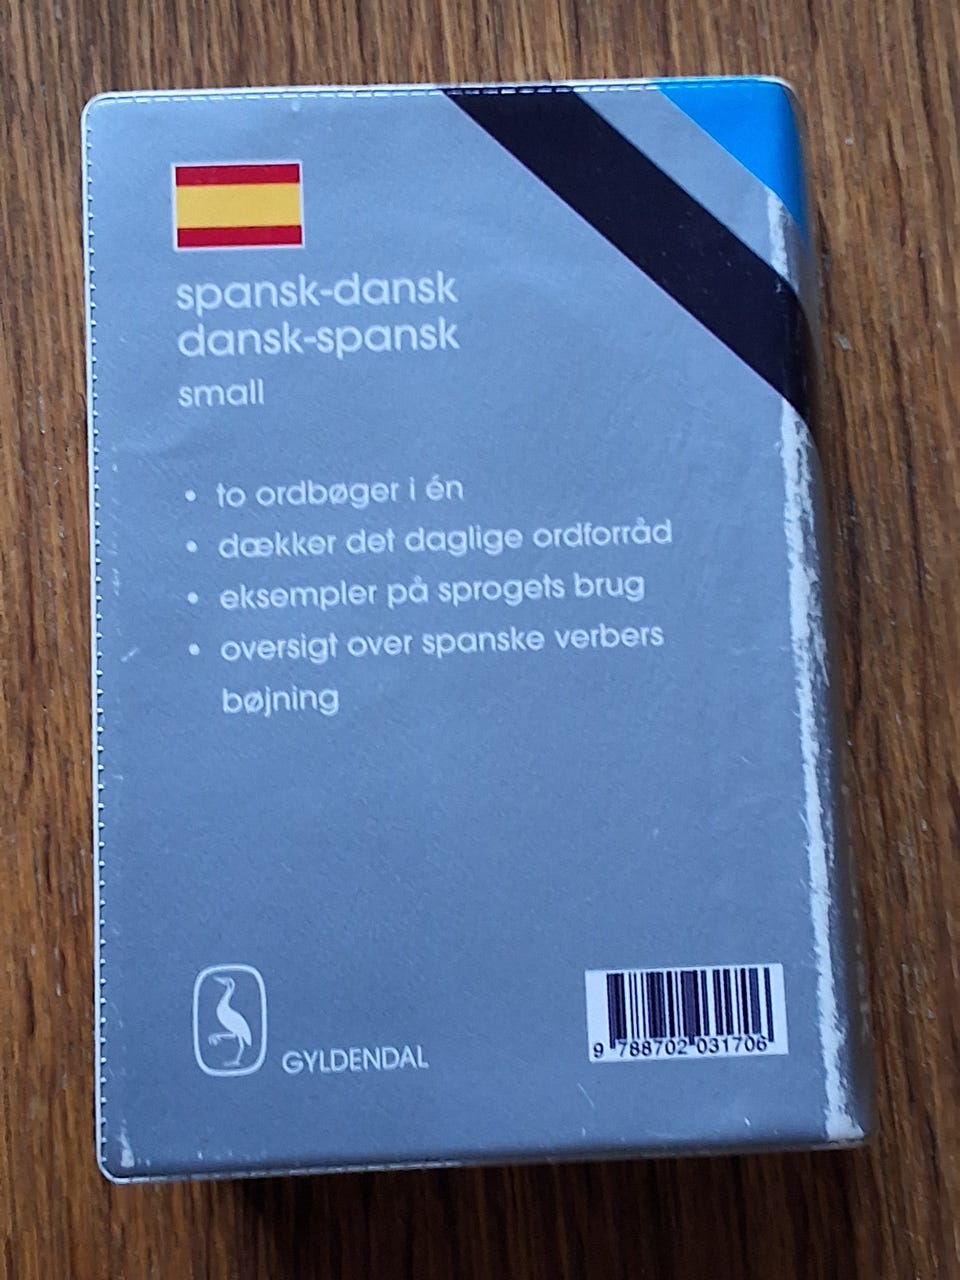 spansk-dansk
dansk-spansk
small
• to ordbøger i én
• dækker det daglige ordforråd
• eksempler på sprogets brug
• oversigt over spanske verbers
bøjning
GYLDENDAL
9 788702 031706